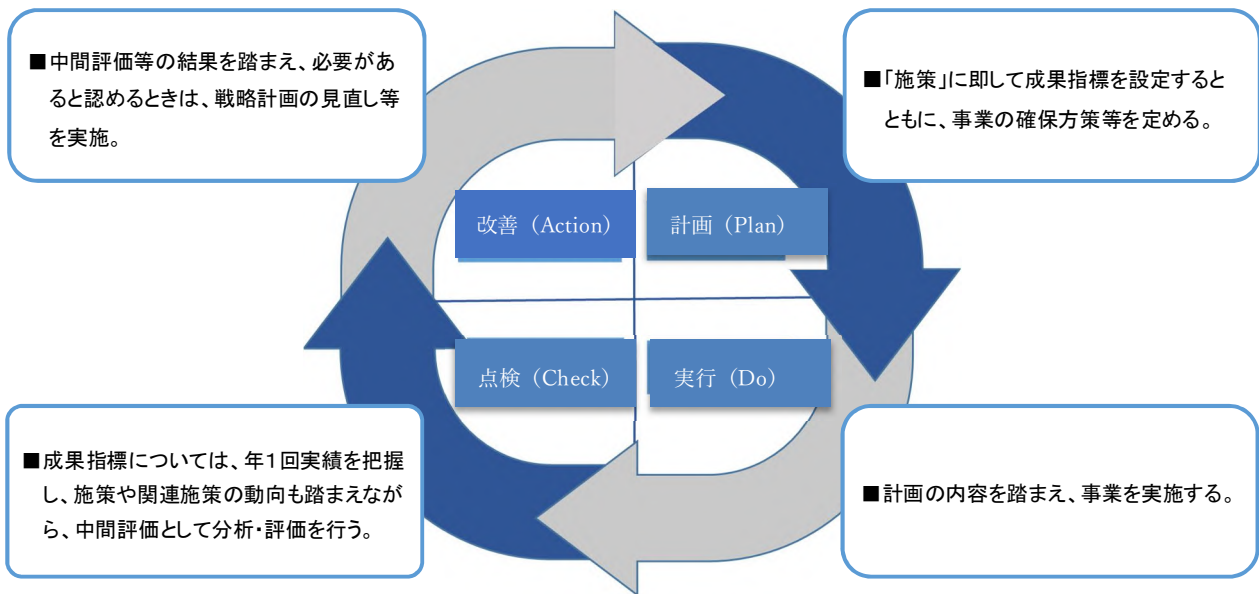 ■中間評価等の結果を踏まえ、必要があ
ると認めるときは、戦略計画の見直し等
を実施。
■「施策」に即して成果指標を設定すると
ともに、事業の確保方策等を定める。
改善（Action）
計画（Plan）
点検（Check）
実行（Do）
■成果指標については、年１回実績を把握
し、施策や関連施策の動向も踏まえなが
ら、中間評価として分析・評価を行う。
■計画の内容を踏まえ、事業を実施する。